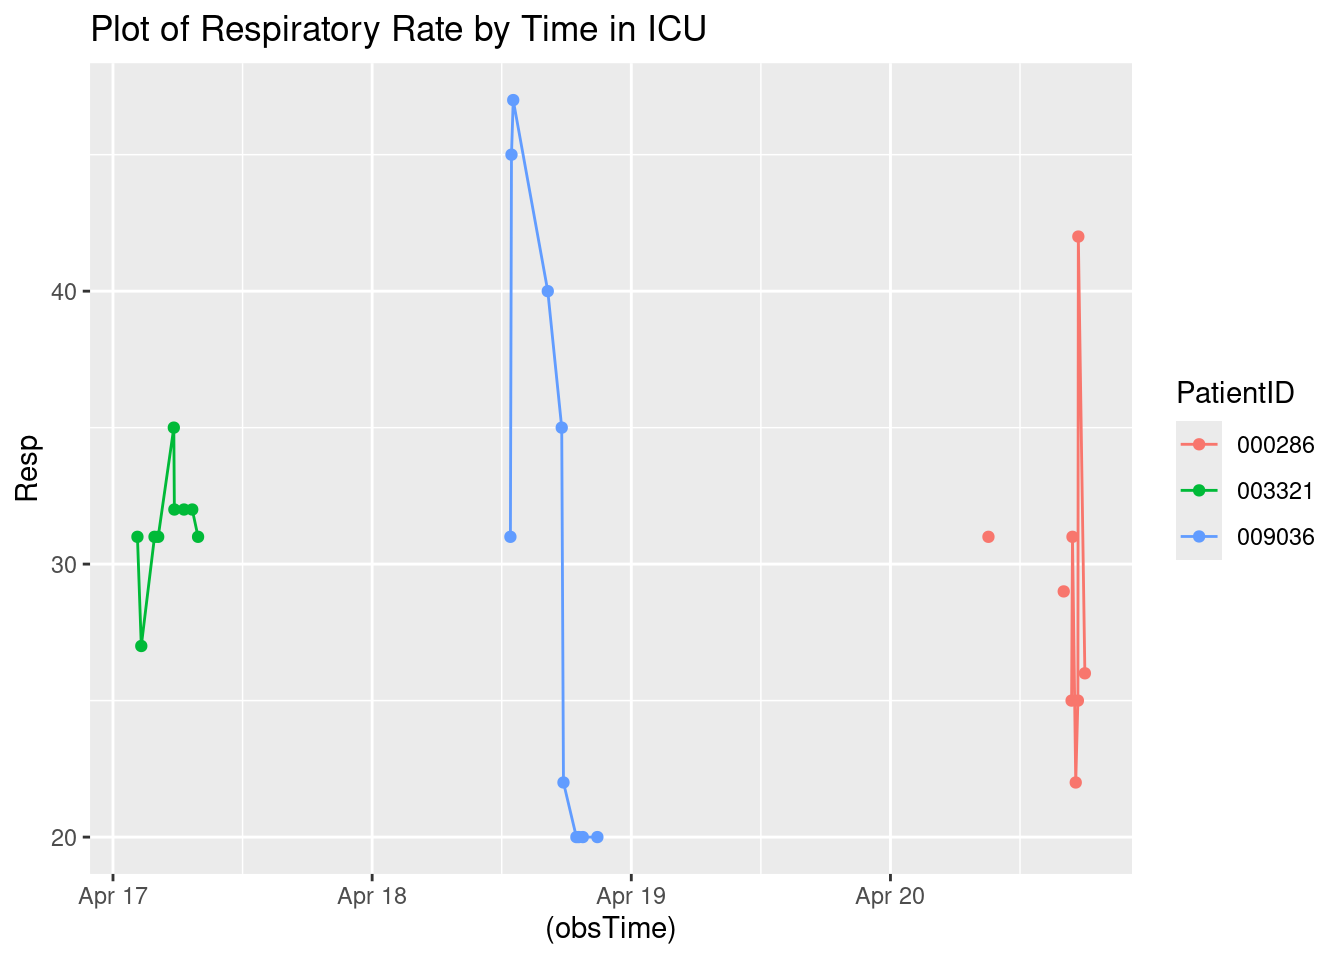 Plot of Respiratory Rate by Time in ICU
Resp
40
30
20
Apr 17
Apr 18
Apr 19
Apr 20
(obsTime)
PatientID
000286
003321
009036